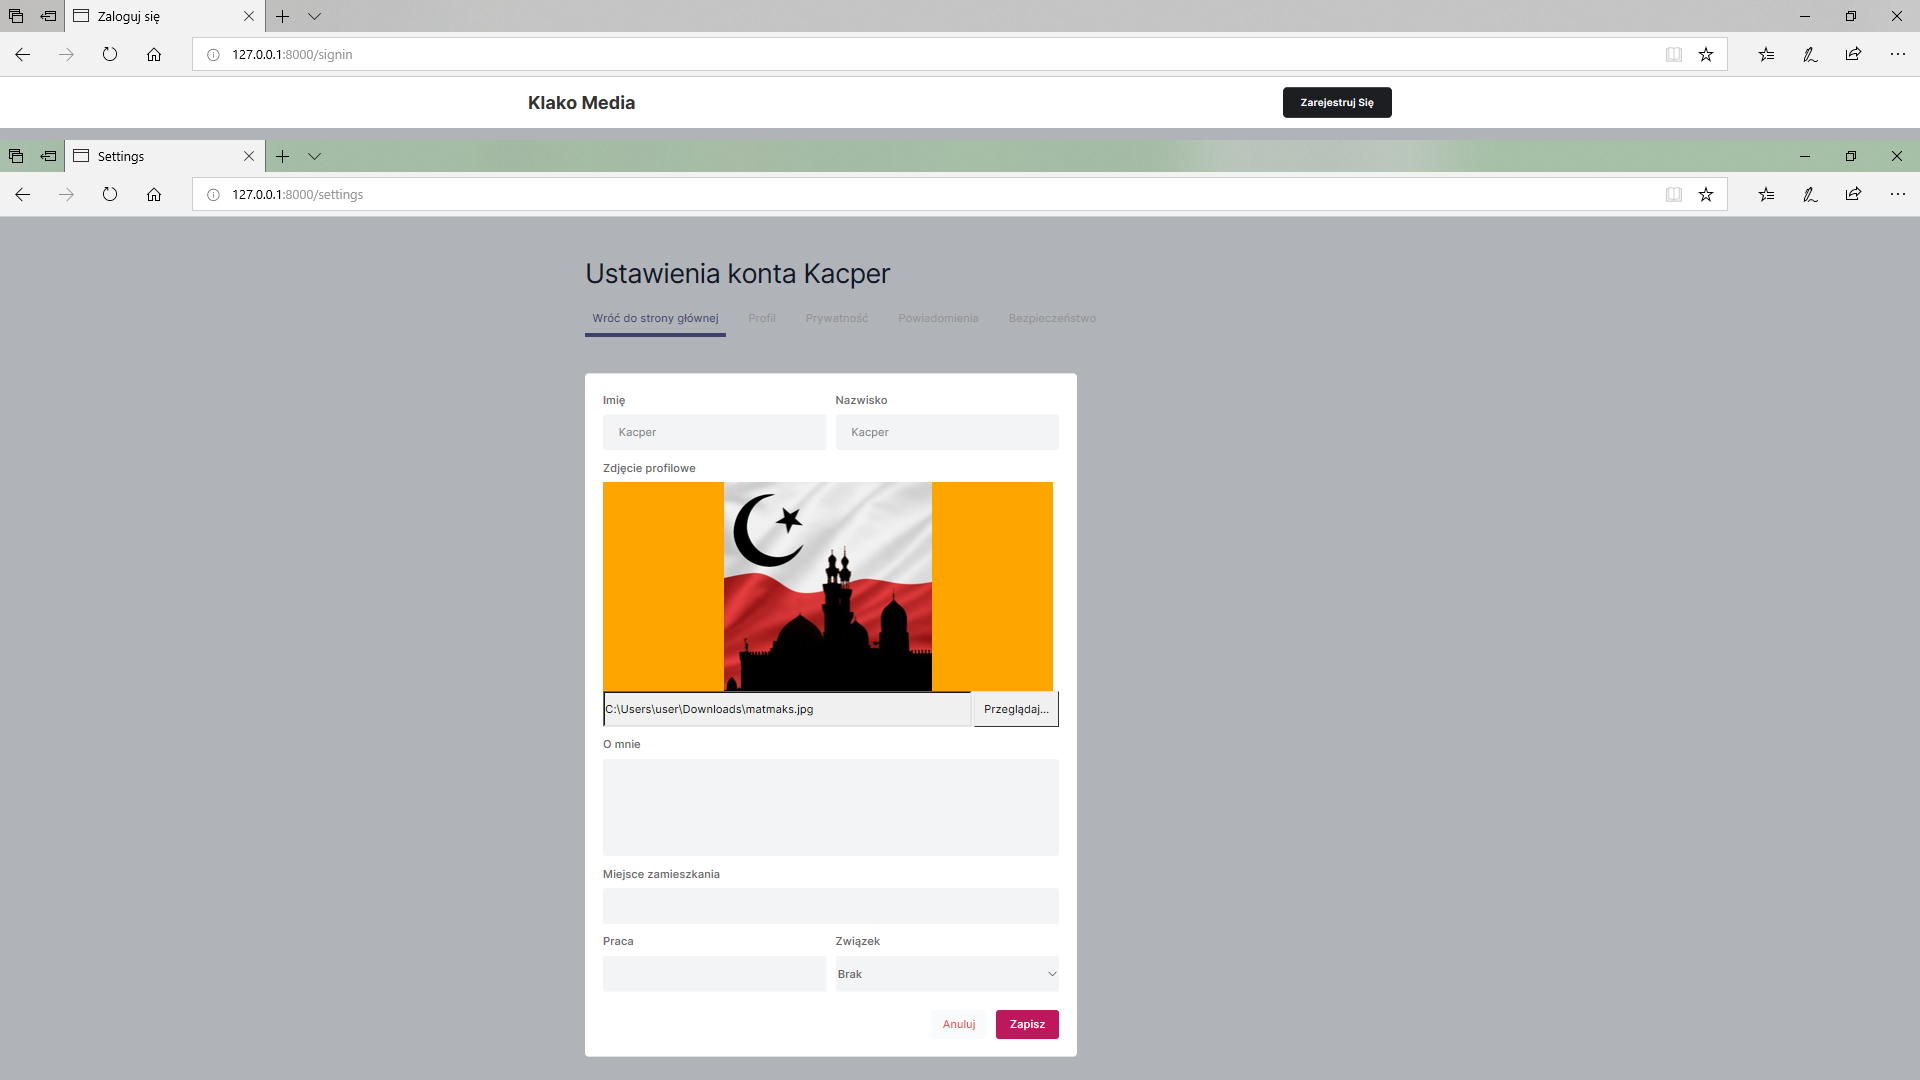 Zaloguj się
127.0.0.1:8000/signin
Klako Media
Zarejestruj Się
Settings
127.0.0.1:8000/settings
Ustawienia konta Kacper
Wróć do strony głównej Profil Prywatność Powiadomienia Bezpieczeństwo
Imię Nazwisko
Kacper Kacper
Zdjęcie profilowe
C:\Users\user\Downloads\matmaks.jpg Przeglądaj...
O mnie
Miejsce zamieszkania
Praca Związek
Brak
Anuluj Zapisz